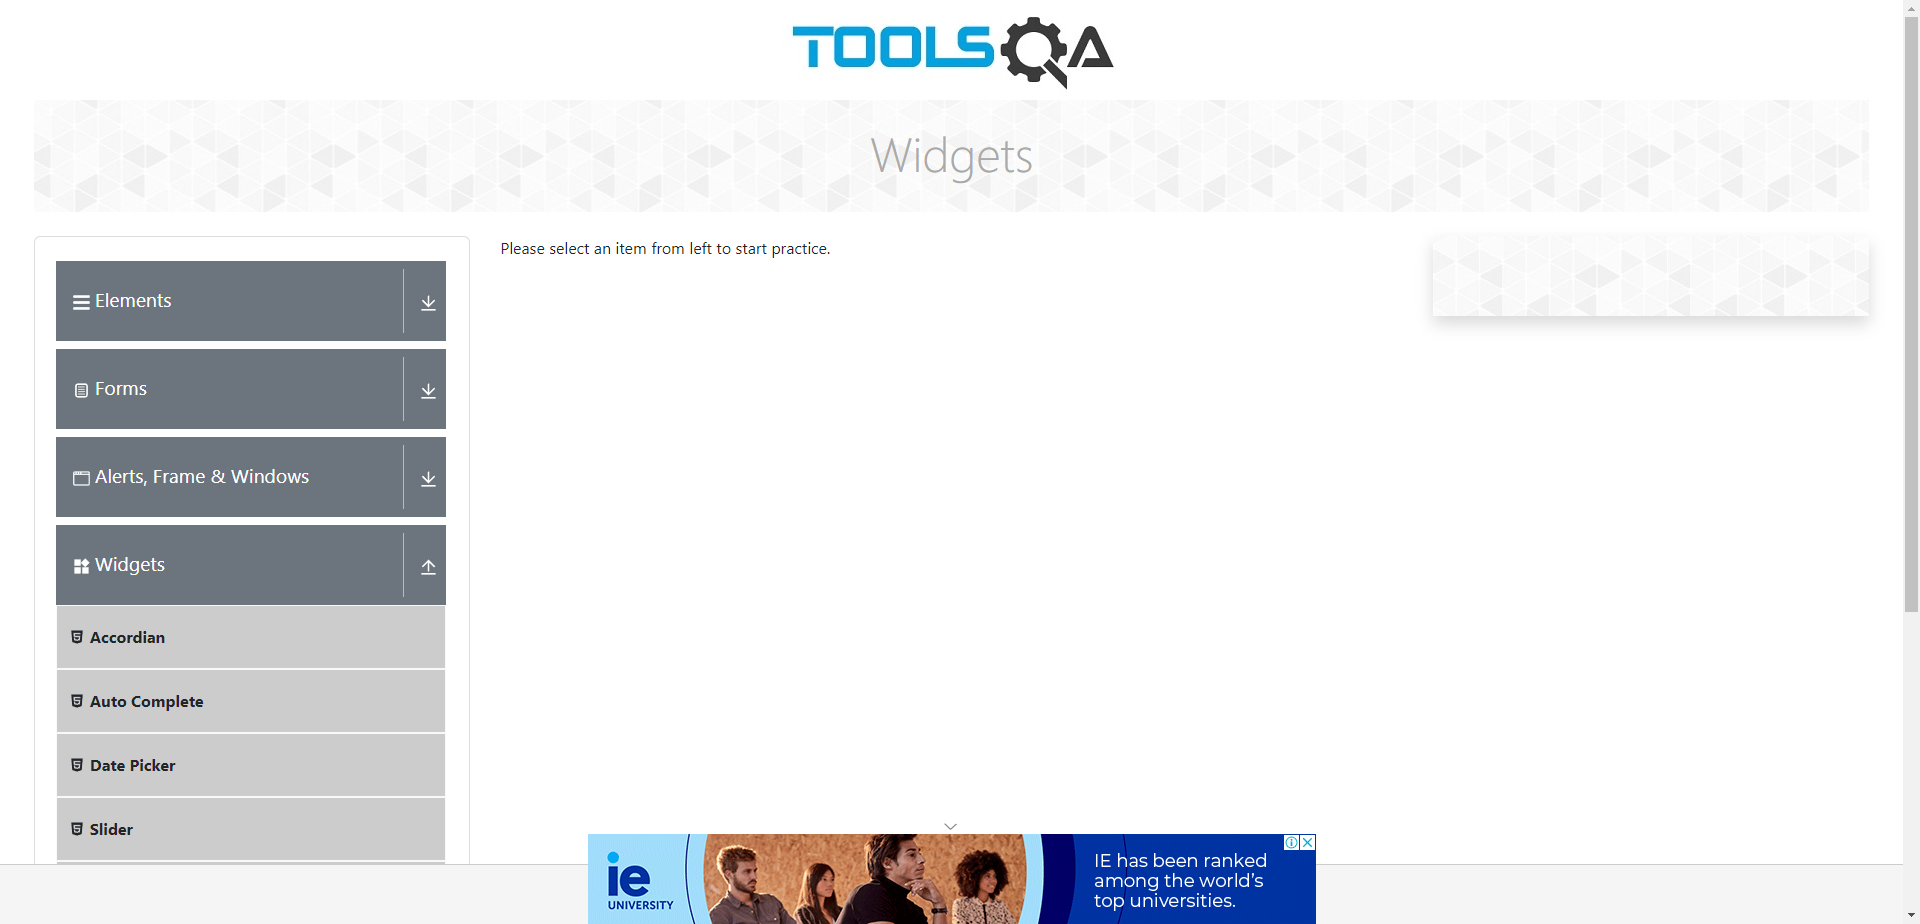 TOOLSQA
Widgets
Elements
Forms
Alerts, Frame & Windows
Widgets
Accordian
Auto Complete
Date Picker
Slider
Please select an item from left to start practice.
ie
UNIVERSITY
IE has been ranked
among the world’s
top universities.